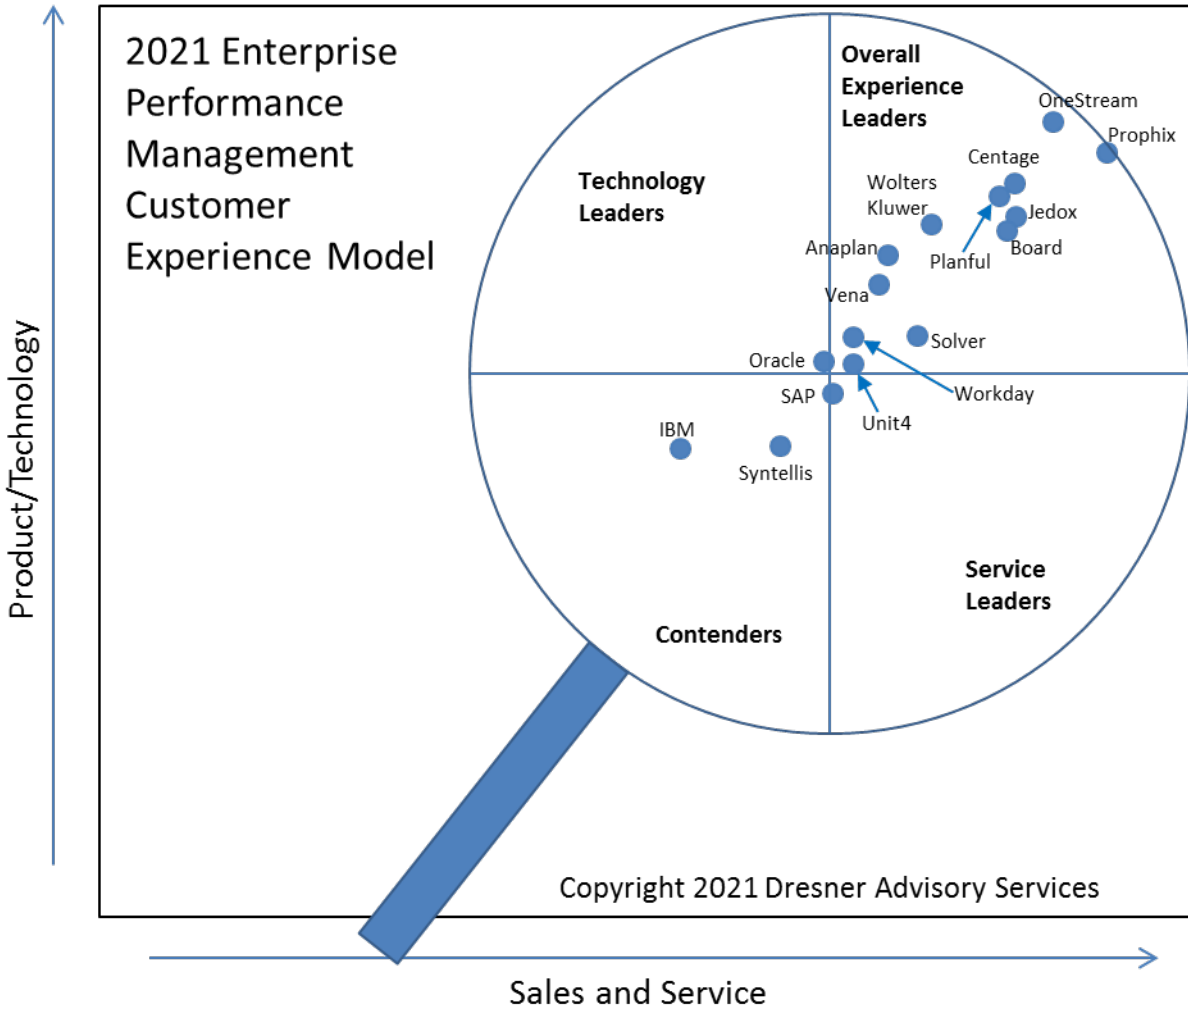 2021 Enterprise
Performance
Management
Customer
Experience Model
Overall
Experience
Leaders
OneStream
Prophix
Centage
Technology
Leaders
Wolters
Kluwer
Jedox
Board
Anaplan
Planful
Vena
Solver
Oracle
Workday
SAP
Unit4
IBM
Syntellis
Service
Leaders
Contenders
Copyright 2021 Dresner Advisory Services
Product/Technology
Sales and Service